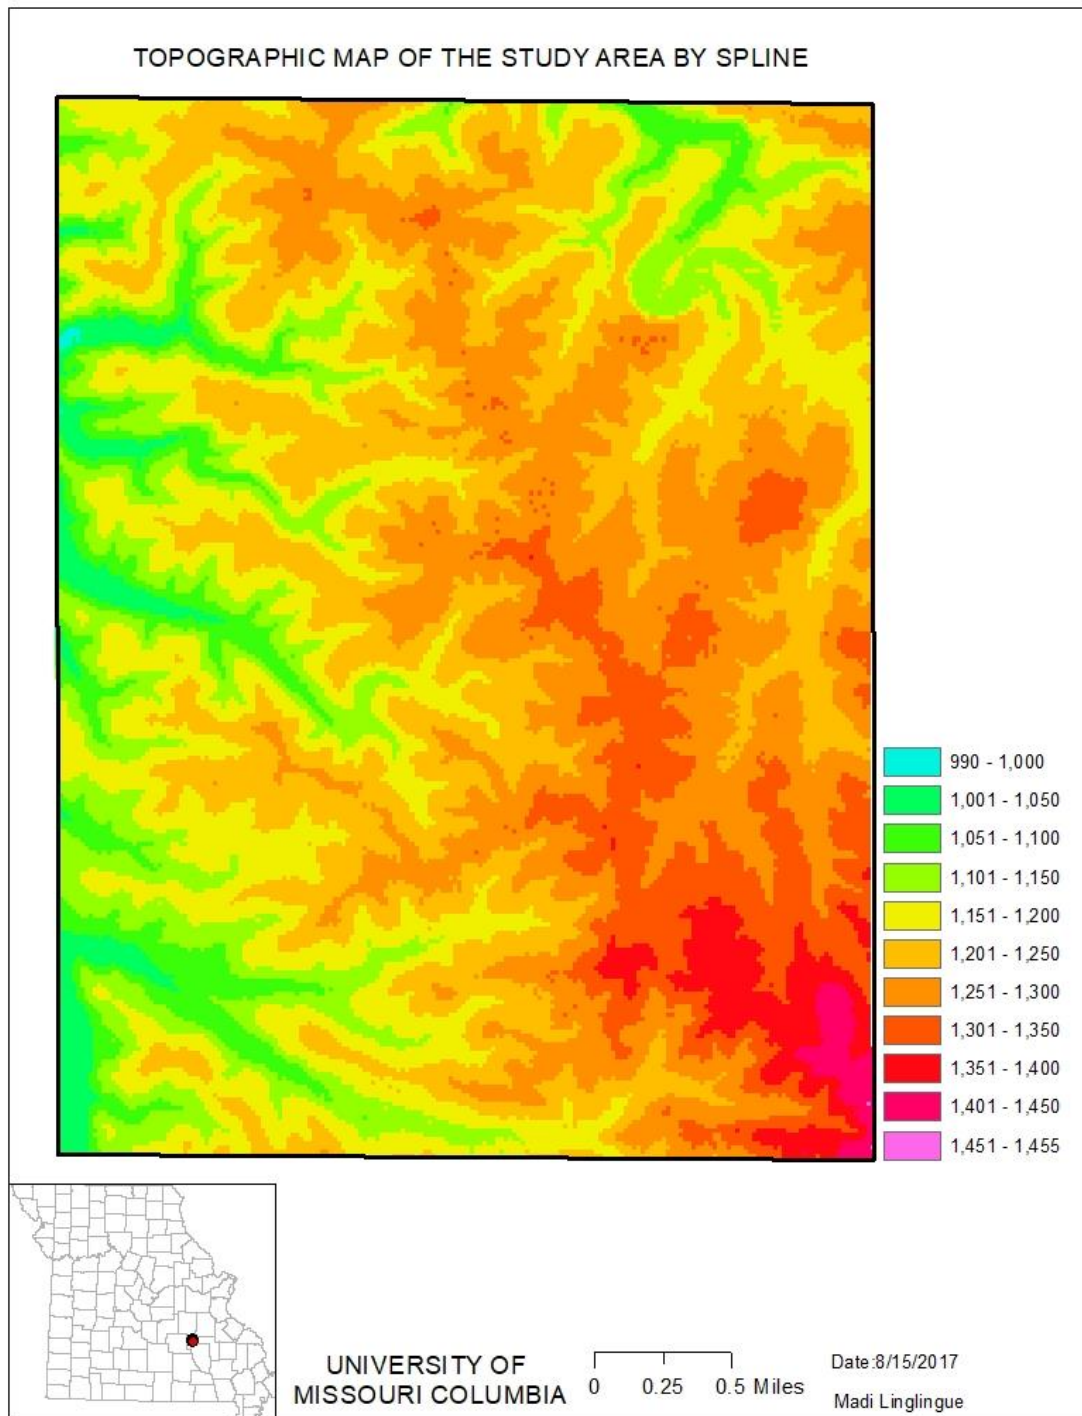 TOPOGRAPHIC MAP OF THE STUDY AREA BY SPLINE
990 - 1,000
1,001 - 1,050
1,051 - 1,100
1,101 - 1,150
1,151 - 1,200
1,201 - 1,250
1,251 - 1,300
1,301 - 1,350
1,351 - 1,400
1,401 - 1,450
1,451 - 1,455
UNIVERSITY OF
MISSOURI COLUMBIA
0 0.25 0.5 Miles
Date:8/15/2017
Madi Linglingue